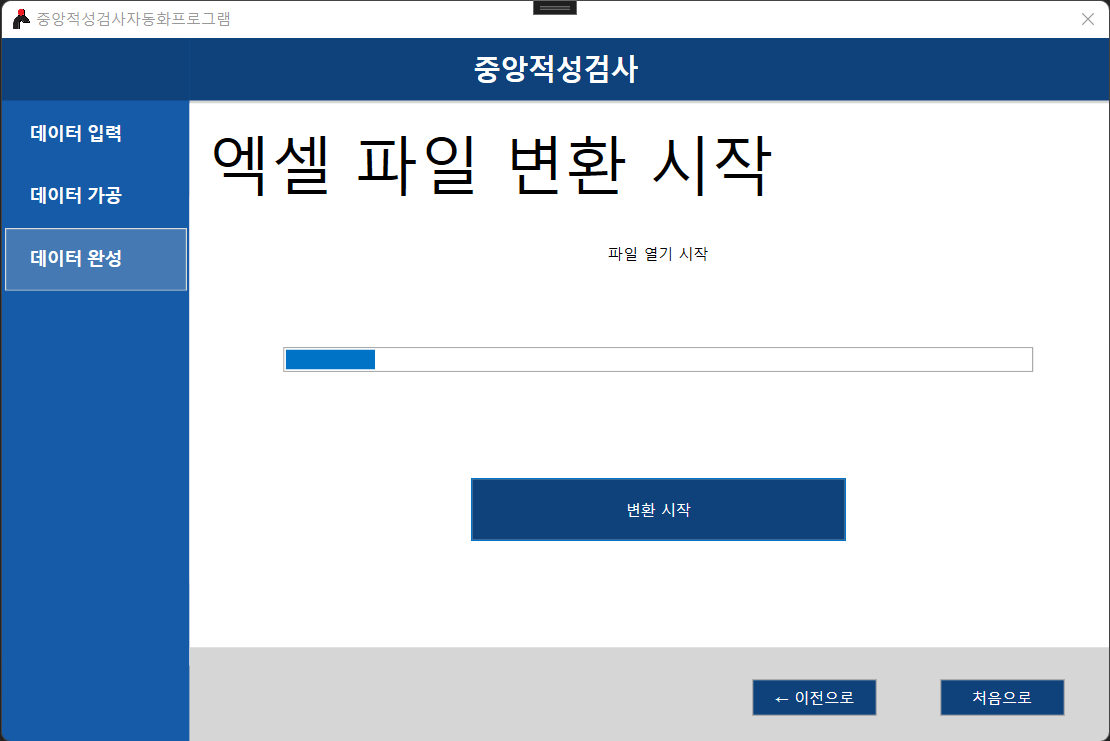 중앙적성검사자동화프로그램
중앙적성검사
데이터 입력
데이터 가공
데이터 완성
엑셀 파일 변환 시작
파일 열기 시작
변환 시작
← 이전으로
처음으로